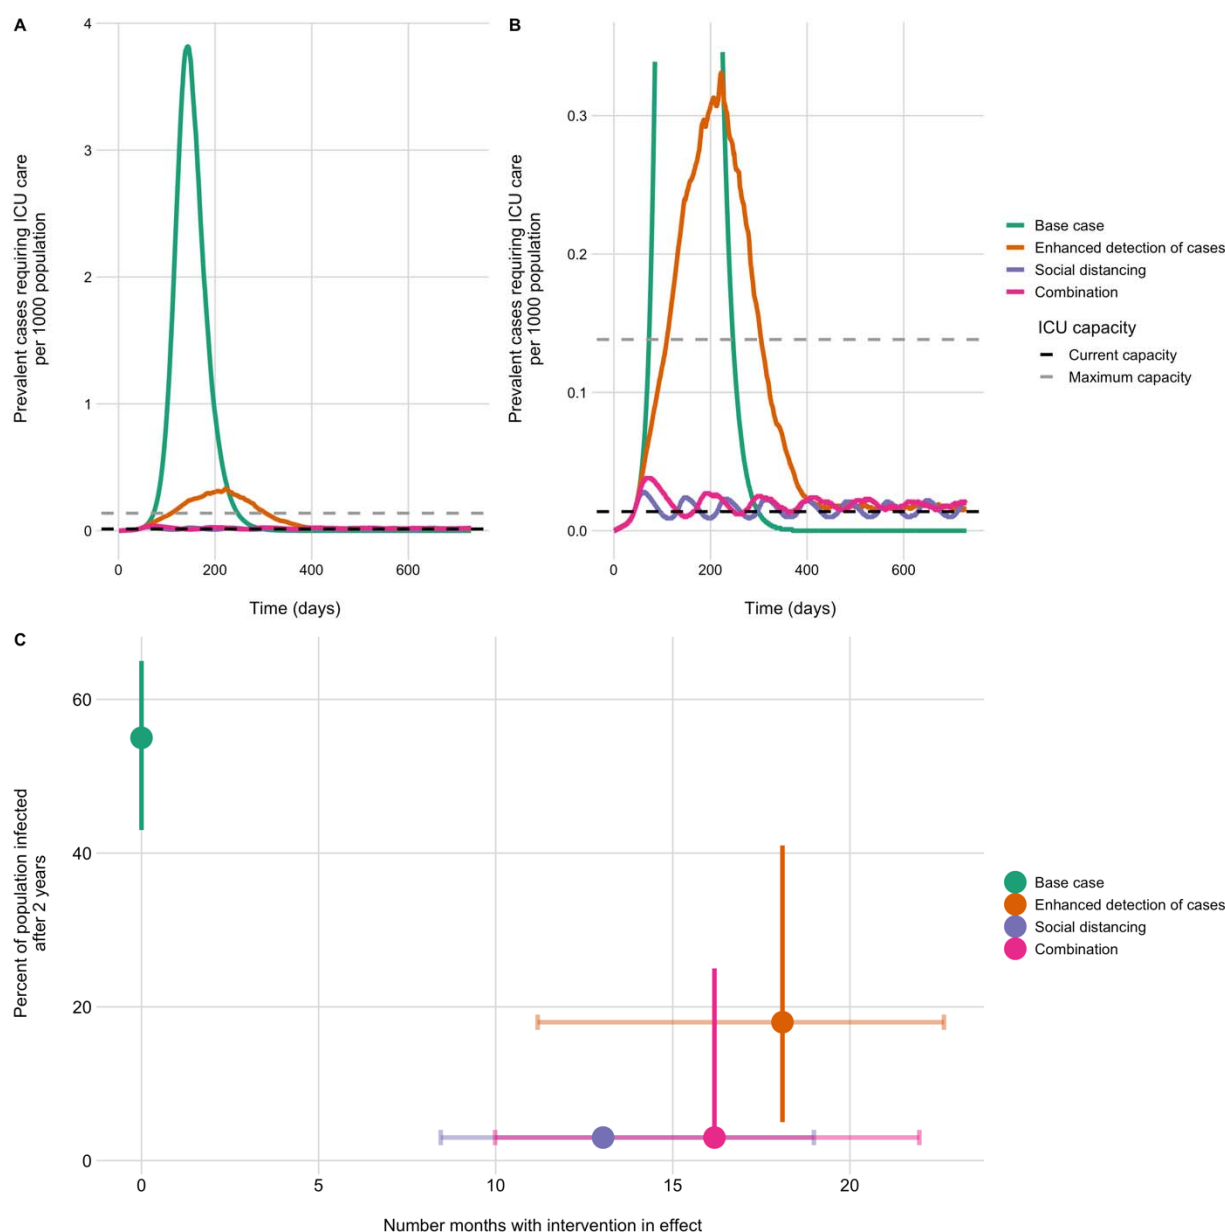 A
B
4
3
2
1
0
0
200
400
600
Time (days)
Prevalent cases requiring ICU care
per 1000 population
0.3
0.2
0.1
0.0
0
200
400
600
Time (days)
Prevalent cases requiring ICU care
per 1000 population
Base case
Enhanced detection of cases
Social distancing
Combination
ICU capacity
Current capacity
Maximum capacity
C
60
40
20
0
0
5
10
15
20
Number months with intervention in effect
Percent of population infected
after 2 years
Base case
Enhanced detection of cases
Social distancing
Combination